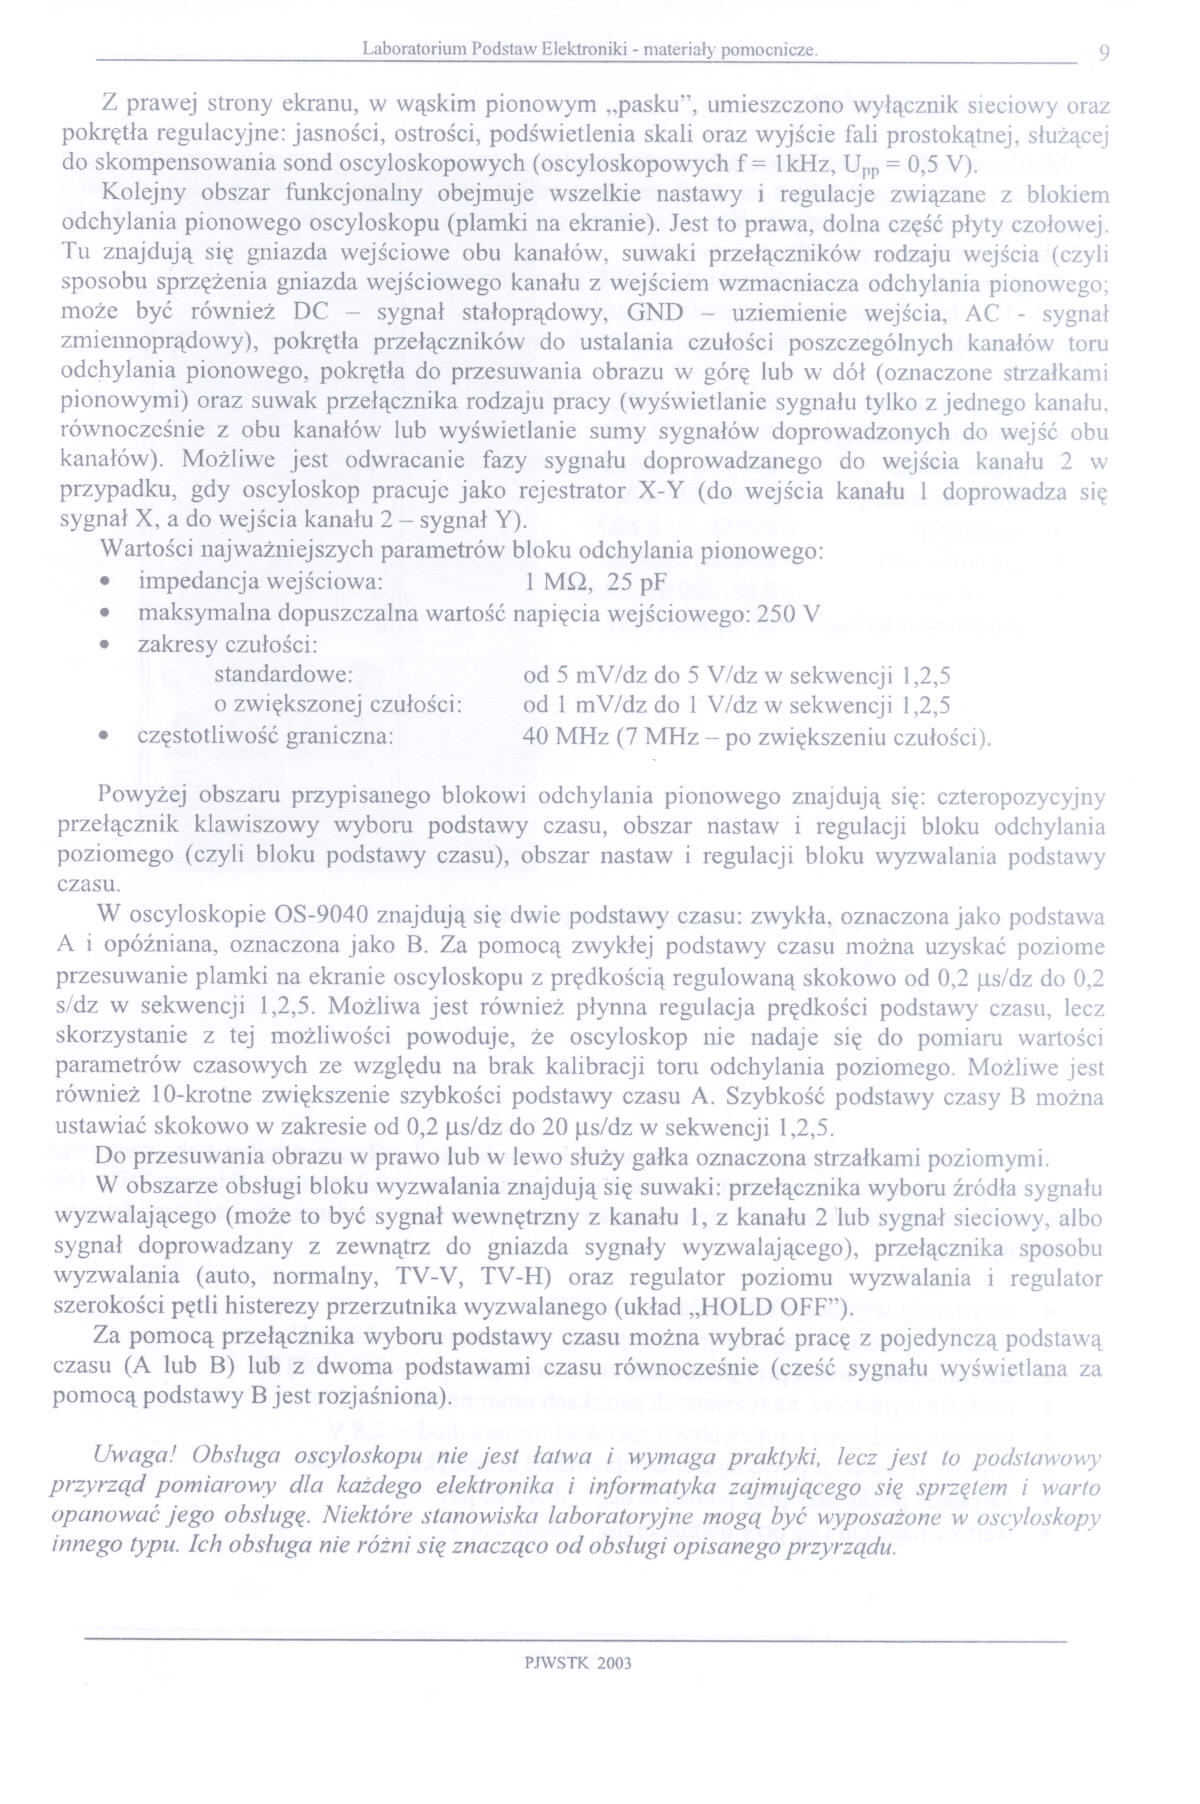 Laboratorium Podstaw Elektroniki - materiały pomocnicze. 9
Z prawej strony ekranu, w wąskim pionowym „pasku”, umieszczono wyłącznik sieciowy oraz
pokrętła regulacyjne: jasności, ostrości, podświetlenia skali oraz wyjście fali prostokątnej, służącej
do skompensowania sond oscyloskopowych (oscyloskopowych f = 1kHz, Upp = 0,5 V).
Kolejny obszar funkcjonalny obejmuje wszelkie nastawy i regulacje związane z blokiem
odchylania pionowego oscyloskopu (plamki na ekranie). Jest to prawa, dolna część płyty czołowej.
Tu znajdują się gniazda wejściowe obu kanałów, suwaki przełączników rodzaju wejścia (czyli
sposobu sprzężenia gniazda wejściowego kanału z wejściem wzmacniacza odchylania pionowego;
może być również DC – sygnał stałoprądowy, GND – uziemienie wejścia, AC - sygnał
zmiennoprądowy), pokrętła przełączników do ustalania czułości poszczególnych kanałów toru
odchylania pionowego, pokrętła do przesuwania obrazu w górę lub w dół (oznaczone strzałkami
pionowymi) oraz suwak przełącznika rodzaju pracy (wyświetlanie sygnału tylko z jednego kanału,
równocześnie z obu kanałów lub wyświetlanie sumy sygnałów doprowadzonych do wejść obu
kanałów). Możliwe jest odwracanie fazy sygnału doprowadzanego do wejścia kanału 2 w
przypadku, gdy oscyloskop pracuje jako rejestrator X-Y (do wejścia kanału 1 doprowadza się
sygnał X, a do wejścia kanału 2 – sygnał Y).
Wartości najważniejszych parametrów bloku odchylania pionowego:
• impedancja wejściowa: 1 MΩ, 25 pF
• maksymalna dopuszczalna wartość napięcia wejściowego: 250 V
• zakresy czułości:
standardowe: od 5 mV/dz do 5 V/dz w sekwencji 1,2,5
o zwiększonej czułości: od 1 mV/dz do 1 V/dz w sekwencji 1,2,5
• częstotliwość graniczna: 40 MHz (7 MHz – po zwiększeniu czułości).
Powyżej obszaru przypisanego blokowi odchylania pionowego znajdują się: czteropozycyjny
przełącznik klawiszowy wyboru podstawy czasu, obszar nastaw i regulacji bloku odchylania
poziomego (czyli bloku podstawy czasu), obszar nastaw i regulacji bloku wyzwalania podstawy
czasu.
W oscyloskopie OS-9040 znajdują się dwie podstawy czasu: zwykła, oznaczona jako podstawa
A i opóźniana, oznaczona jako B. Za pomocą zwykłej podstawy czasu można uzyskać poziome
przesuwanie plamki na ekranie oscyloskopu z prędkością regulowaną skokowo od 0,2 µs/dz do 0,2
s/dz w sekwencji 1,2,5. Możliwa jest również płynna regulacja prędkości podstawy czasu, lecz
skorzystanie z tej możliwości powoduje, że oscyloskop nie nadaje się do pomiaru wartości
parametrów czasowych ze względu na brak kalibracji toru odchylania poziomego. Możliwe jest
również 10-krotne zwiększenie szybkości podstawy czasu A. Szybkość podstawy czasy B można
ustawiać skokowo w zakresie od 0,2 µs/dz do 20 µs/dz w sekwencji 1,2,5.
Do przesuwania obrazu w prawo lub w lewo służy gałka oznaczona strzałkami poziomymi.
W obszarze obsługi bloku wyzwalania znajdują się suwaki: przełącznika wyboru źródła sygnału
wyzwalającego (może to być sygnał wewnętrzny z kanału 1, z kanału 2 lub sygnał sieciowy, albo
sygnał doprowadzany z zewnątrz do gniazda sygnały wyzwalającego), przełącznika sposobu
wyzwalania (auto, normalny, TV-V, TV-H) oraz regulator poziomu wyzwalania i regulator
szerokości pętli histerezy przerzutnika wyzwalanego (układ „HOLD OFF”).
Za pomocą przełącznika wyboru podstawy czasu można wybrać pracę z pojedynczą podstawą
czasu (A lub B) lub z dwoma podstawami czasu równocześnie (cześć sygnału wyświetlana za
pomocą podstawy B jest rozjaśniona).
Uwaga! Obsługa oscyloskopu nie jest łatwa i wymaga praktyki, lecz jest to podstawowy
przyrząd pomiarowy dla każdego elektronika i informatyka zajmującego się sprzętem i warto
opanować jego obsługę. Niektóre stanowiska laboratoryjne mogą być wyposażone w oscyloskopy
innego typu. Ich obsługa nie różni się znacząco od obsługi opisanego przyrządu.
PJWSTK 2003